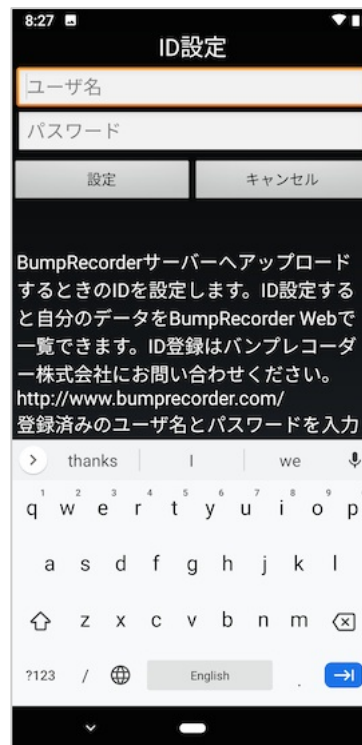 8:27
ID設定
ユーザ名
パスワード
設定 キャンセル
BumpRecorderサーバーへアップロード
するときのIDを設定します。ID設定する
と自分のデータをBumpRecorder Webで
一覧できます。ID登録はバンプレコーダ
ー株式会社にお問い合わせください。
http://www.bumprecorder.com/
登録済みのユーザ名とパスワードを入力
thanks I we
1 2 3 4 5 6 7 8 9
q w e r t y u i o p
a s d f g h j k l
z x c v b n m
?123 / English .